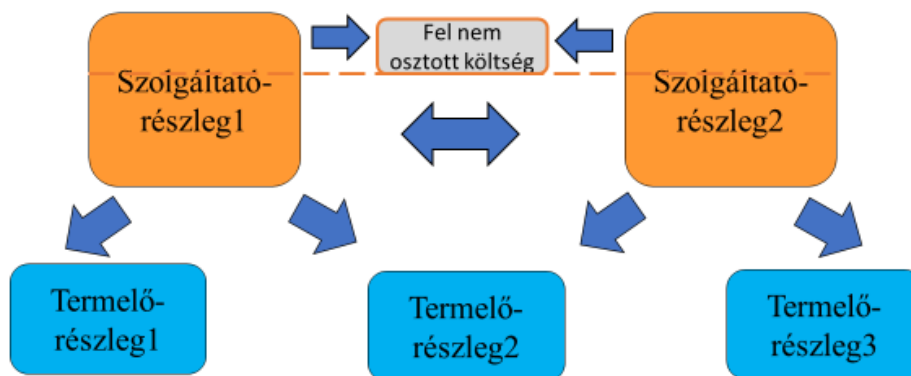 Fel nem
osztott költség
Szolgáltató-
részleg1
Szolgáltató-
részleg2
Termelő-
részleg1
Termelő-
részleg2
Termelő-
részleg3